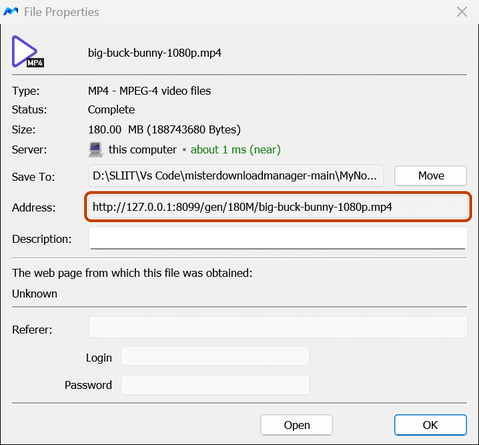 File Properties
MP4
big-buck-bunny-1080p.mp4
Type: MP4 - MPEG-4 video files
Status: Complete
Size: 180.00 MB (188743680 Bytes)
Server: this computer • about 1 ms (near)
Save To: D:\SLIIT\Vs Code\misterdownloadmanager-main\MyNo... Move
Address: http://127.0.0.1:8099/gen/180M/big-buck-bunny-1080p.mp4
Description:
The web page from which this file was obtained:
Unknown
Referer:
Login
Password
Open OK